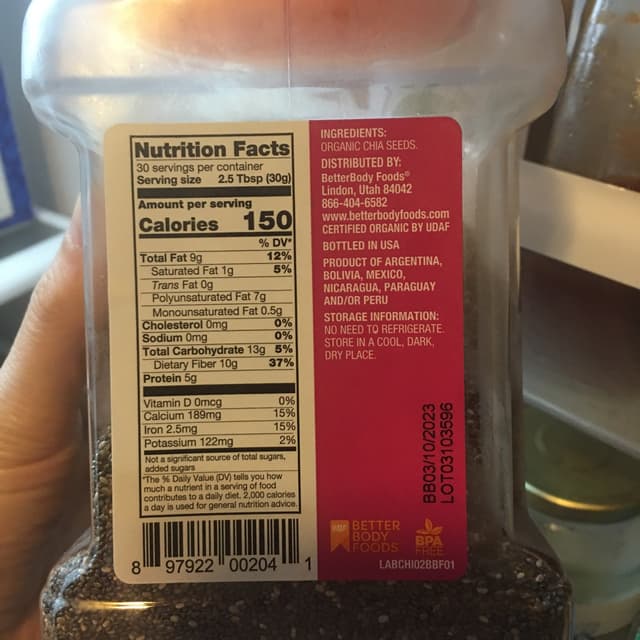 Nutrition Facts
30 servings per container
Serving size 2.5 Tbsp (30g)
Amount per serving
Calories 150
% DV*
Total Fat 9g 12%
Saturated Fat 1g 5%
Trans Fat 0g
Polyunsaturated Fat 7g
Monounsaturated Fat 0.5g
Cholesterol 0mg 0%
Sodium 0mg 0%
Total Carbohydrate 13g 5%
Dietary Fiber 10g 37%
Protein 5g
Vitamin D 0mcg 0%
Calcium 189mg 15%
Iron 2.5mg 15%
Potassium 122mg 2%
Not a significant source of total sugars,
added sugars
*The % Daily Value (DV) tells you how
much a nutrient in a serving of food
contributes to a daily diet. 2,000 calories
a day is used for general nutrition advice.
8 97922 00204 1
INGREDIENTS:
ORGANIC CHIA SEEDS.
DISTRIBUTED BY:
BetterBody Foods®
Lindon, Utah 84042
866-404-6582
www.betterbodyfoods.com
CERTIFIED ORGANIC BY UDAF
BOTTLED IN USA
PRODUCT OF ARGENTINA,
BOLIVIA, MEXICO,
NICARAGUA, PARAGUAY
AND/OR PERU
STORAGE INFORMATION:
NO NEED TO REFRIGERATE.
STORE IN A COOL, DARK,
DRY PLACE.
BB03/10/2023
LOT03103596
BETTER
BODY
FOODS
BPA
FREE
LABCHI02BBF01